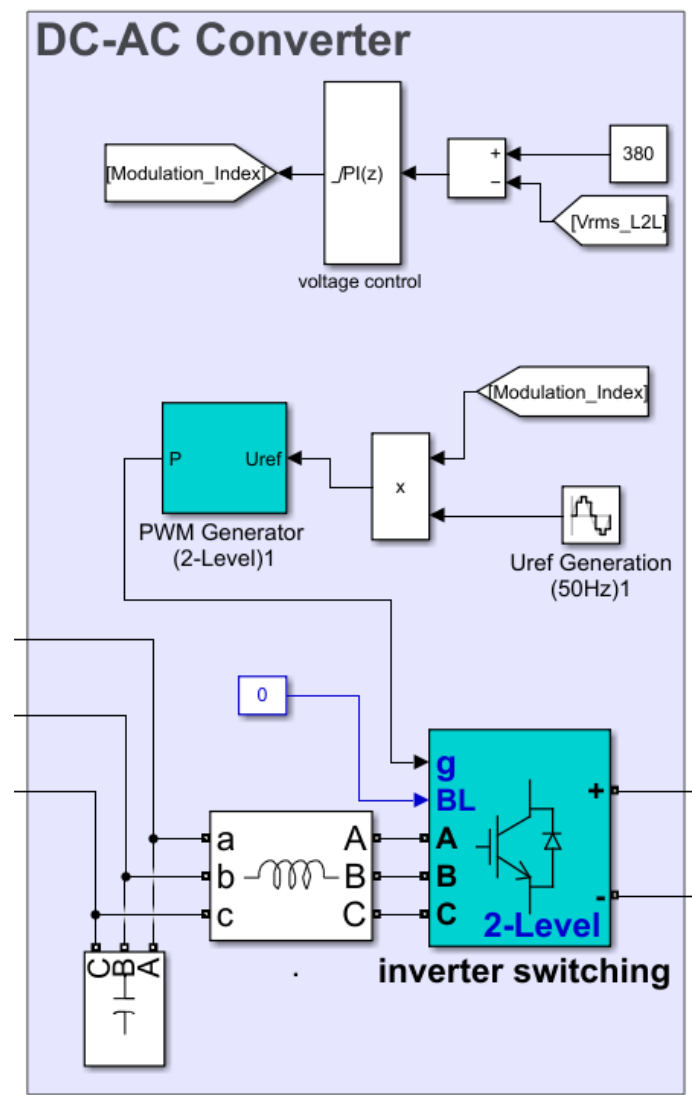 DC-AC Converter
[Modulation_Index]
PI(z)
+
−
380
[Vrms_L2L]
voltage control
[Modulation_Index]
P
Uref
x
PWM Generator
(2-Level)1
Uref Generation
(50Hz)1
0
g
BL
+
a
A
A
b
B
B
c
C
C
-
2-Level
C
B
A
.
inverter switching